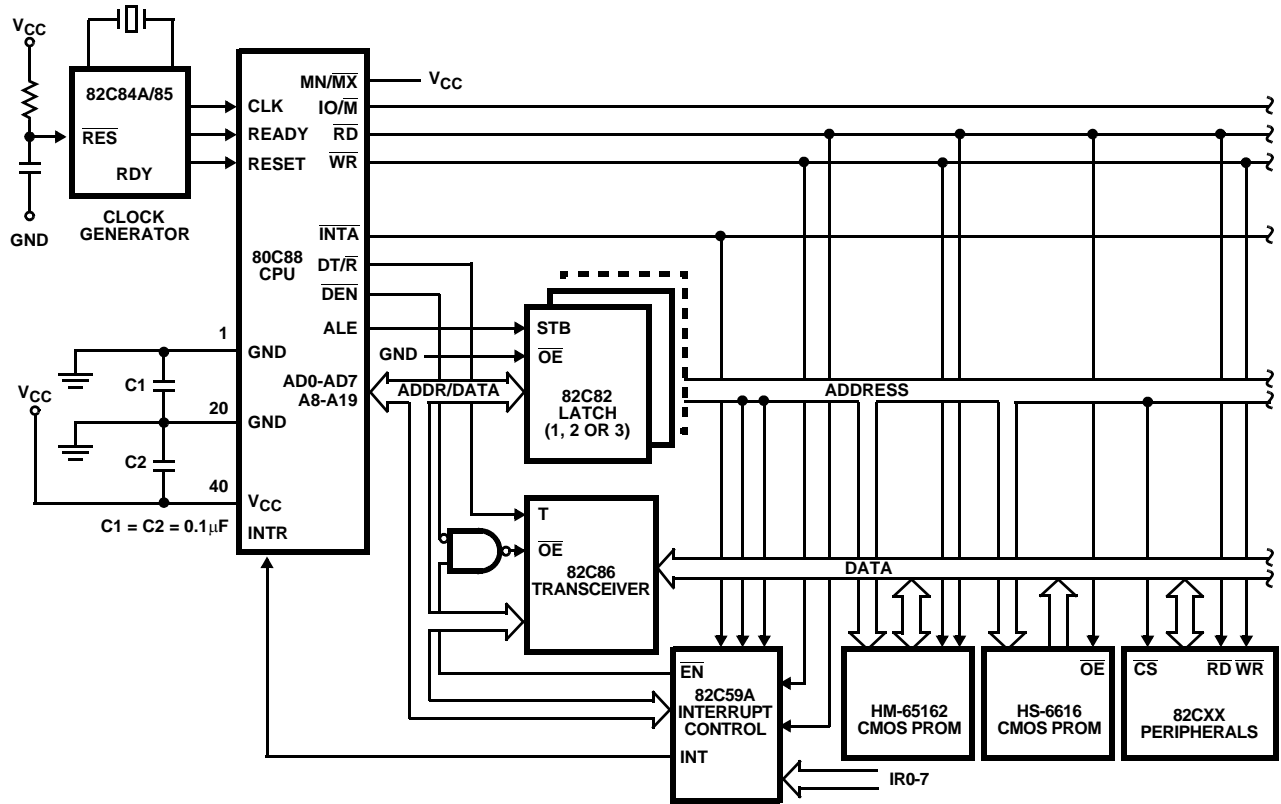 VCC
82C84A/85
RES
RDY
CLOCK
GENERATOR
GND
MN/MX
VCC
IO/M
CLK
READY
RD
RESET
WR
INTA
80C88
CPU
DT/R
DEN
ALE
1
GND
C1
AD0-AD7
A8-A19
VCC
20
GND
C2
40
VCC
C1 = C2 = 0.1µF
INTR
ADDR/DATA
GND
STB
OE
82C82
LATCH
(1, 2 OR 3)
ADDRESS
T
OE
82C86
TRANSCEIVER
DATA
EN
82C59A
INTERRUPT
CONTROL
INT
IR0-7
HM-65162
CMOS PROM
OE
HS-6616
CMOS PROM
CS
RD WR
82CXX
PERIPHERALS